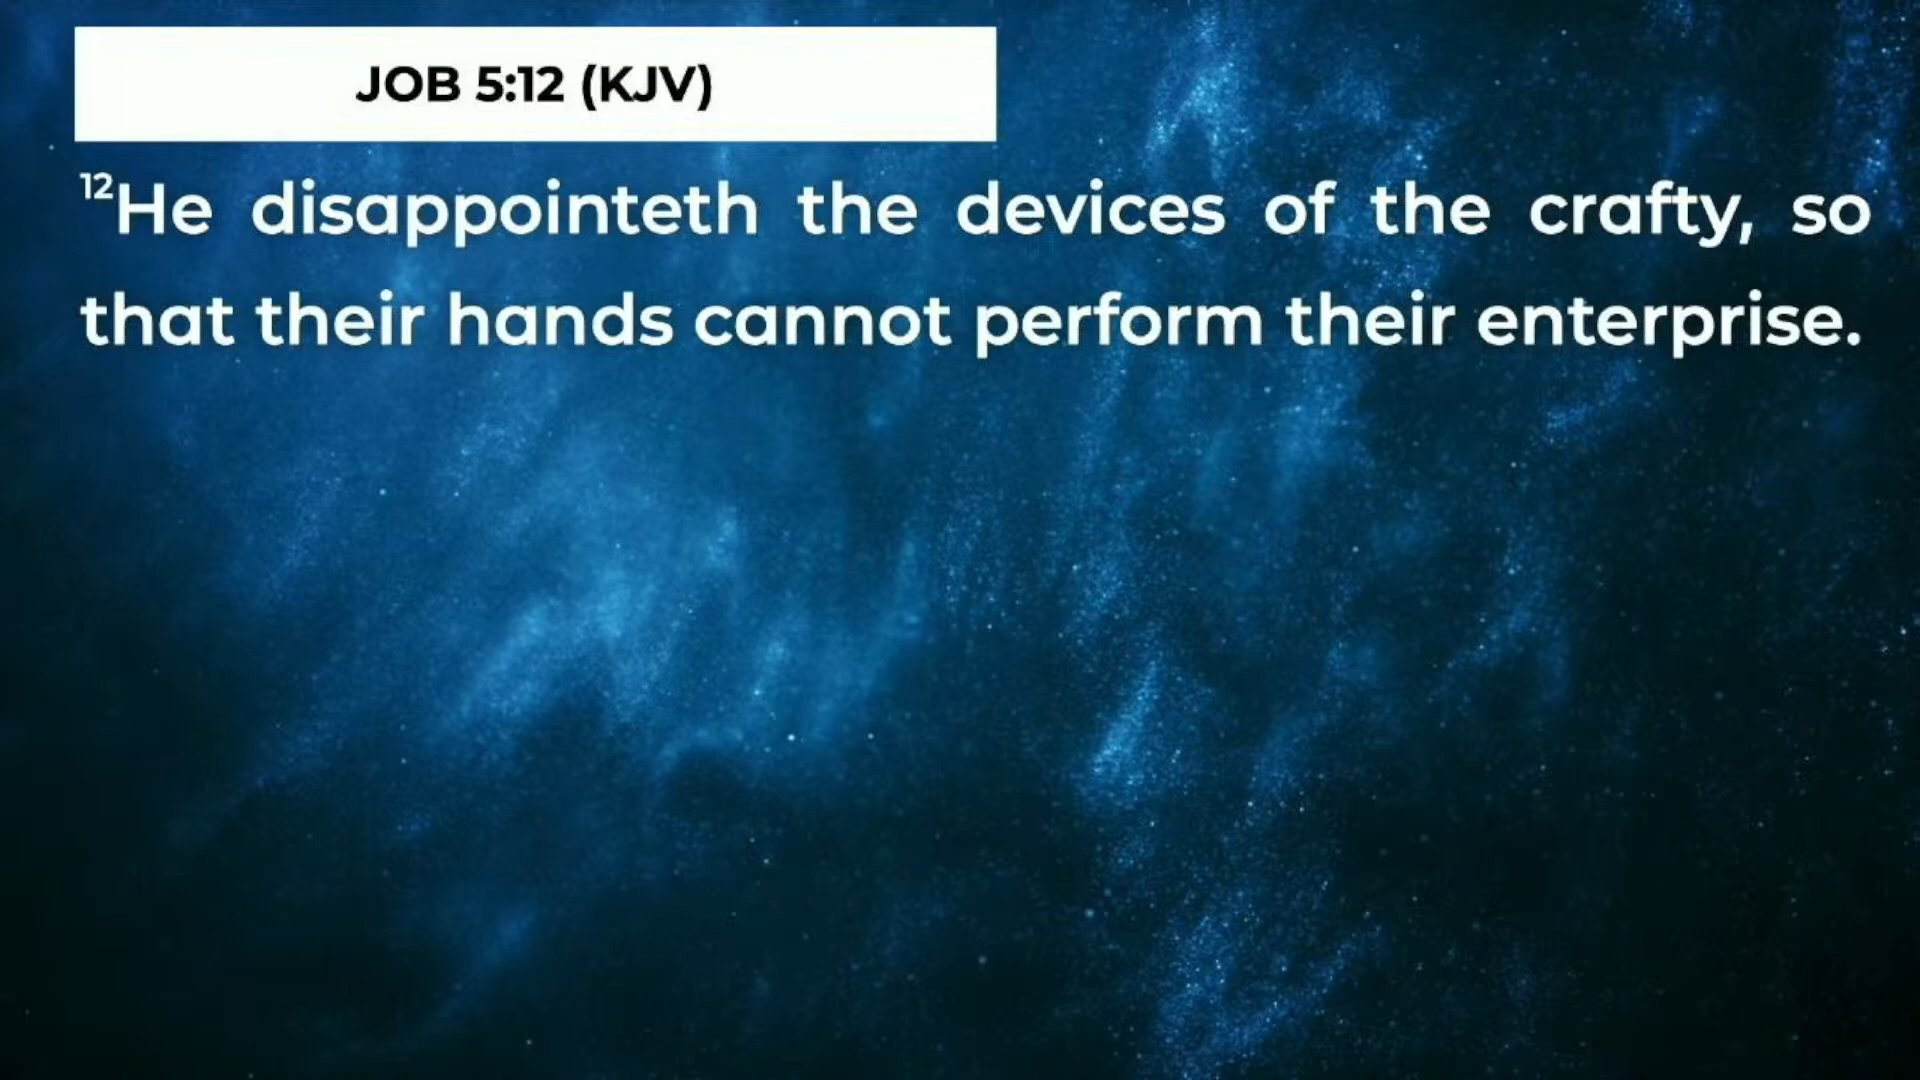 JOB 5:12 (KJV)
12He disappointeth the devices of the crafty, so
that their hands cannot perform their enterprise.